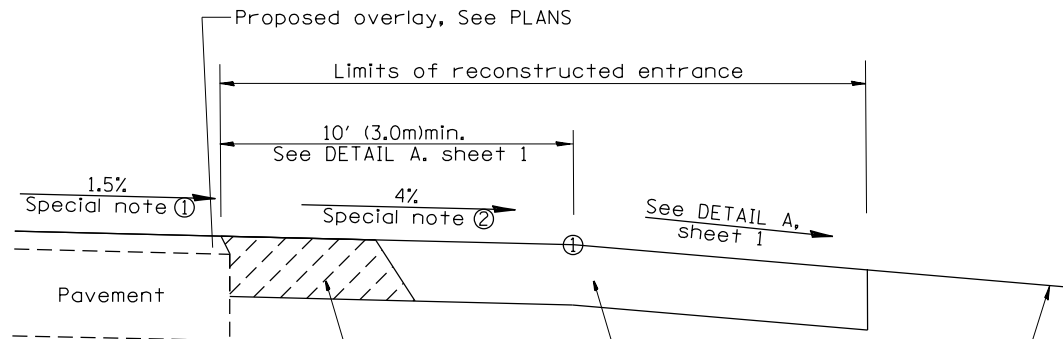 Proposed overlay, See PLANS
Limits of reconstructed entrance
10' (3.0m)min.
See DETAIL A. sheet 1
1.5%
Special note ①
4%
Special note ②
See DETAIL A,
sheet 1
①
Pavement